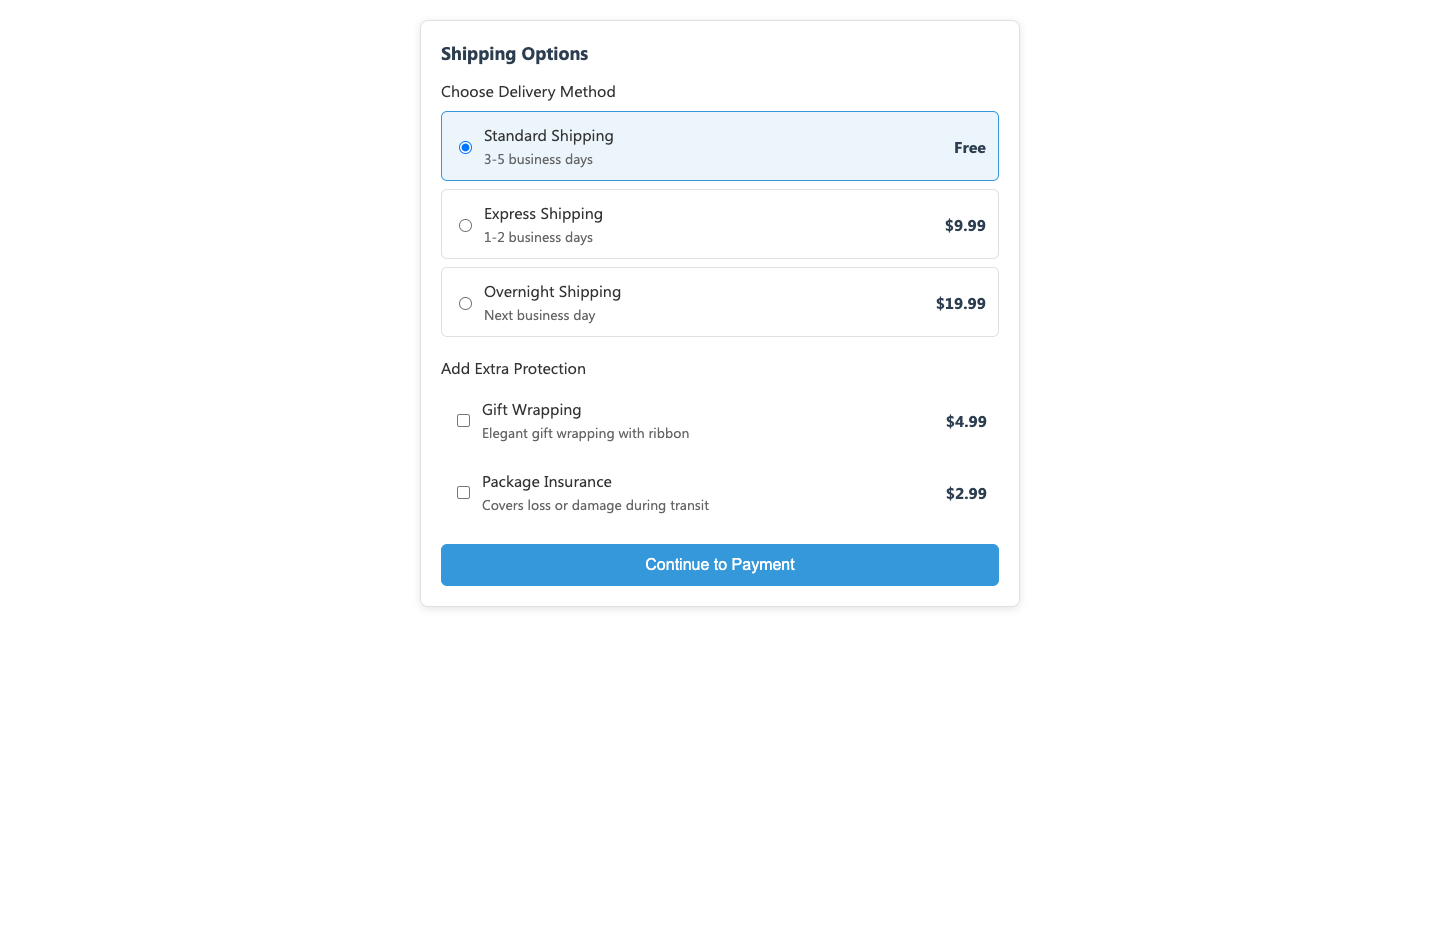 Shipping Options
Choose Delivery Method
Standard Shipping
3-5 business days
Free
Express Shipping
1-2 business days
$9.99
Overnight Shipping
Next business day
$19.99
Add Extra Protection
Gift Wrapping
Elegant gift wrapping with ribbon
$4.99
Package Insurance
Covers loss or damage during transit
$2.99
Continue to Payment